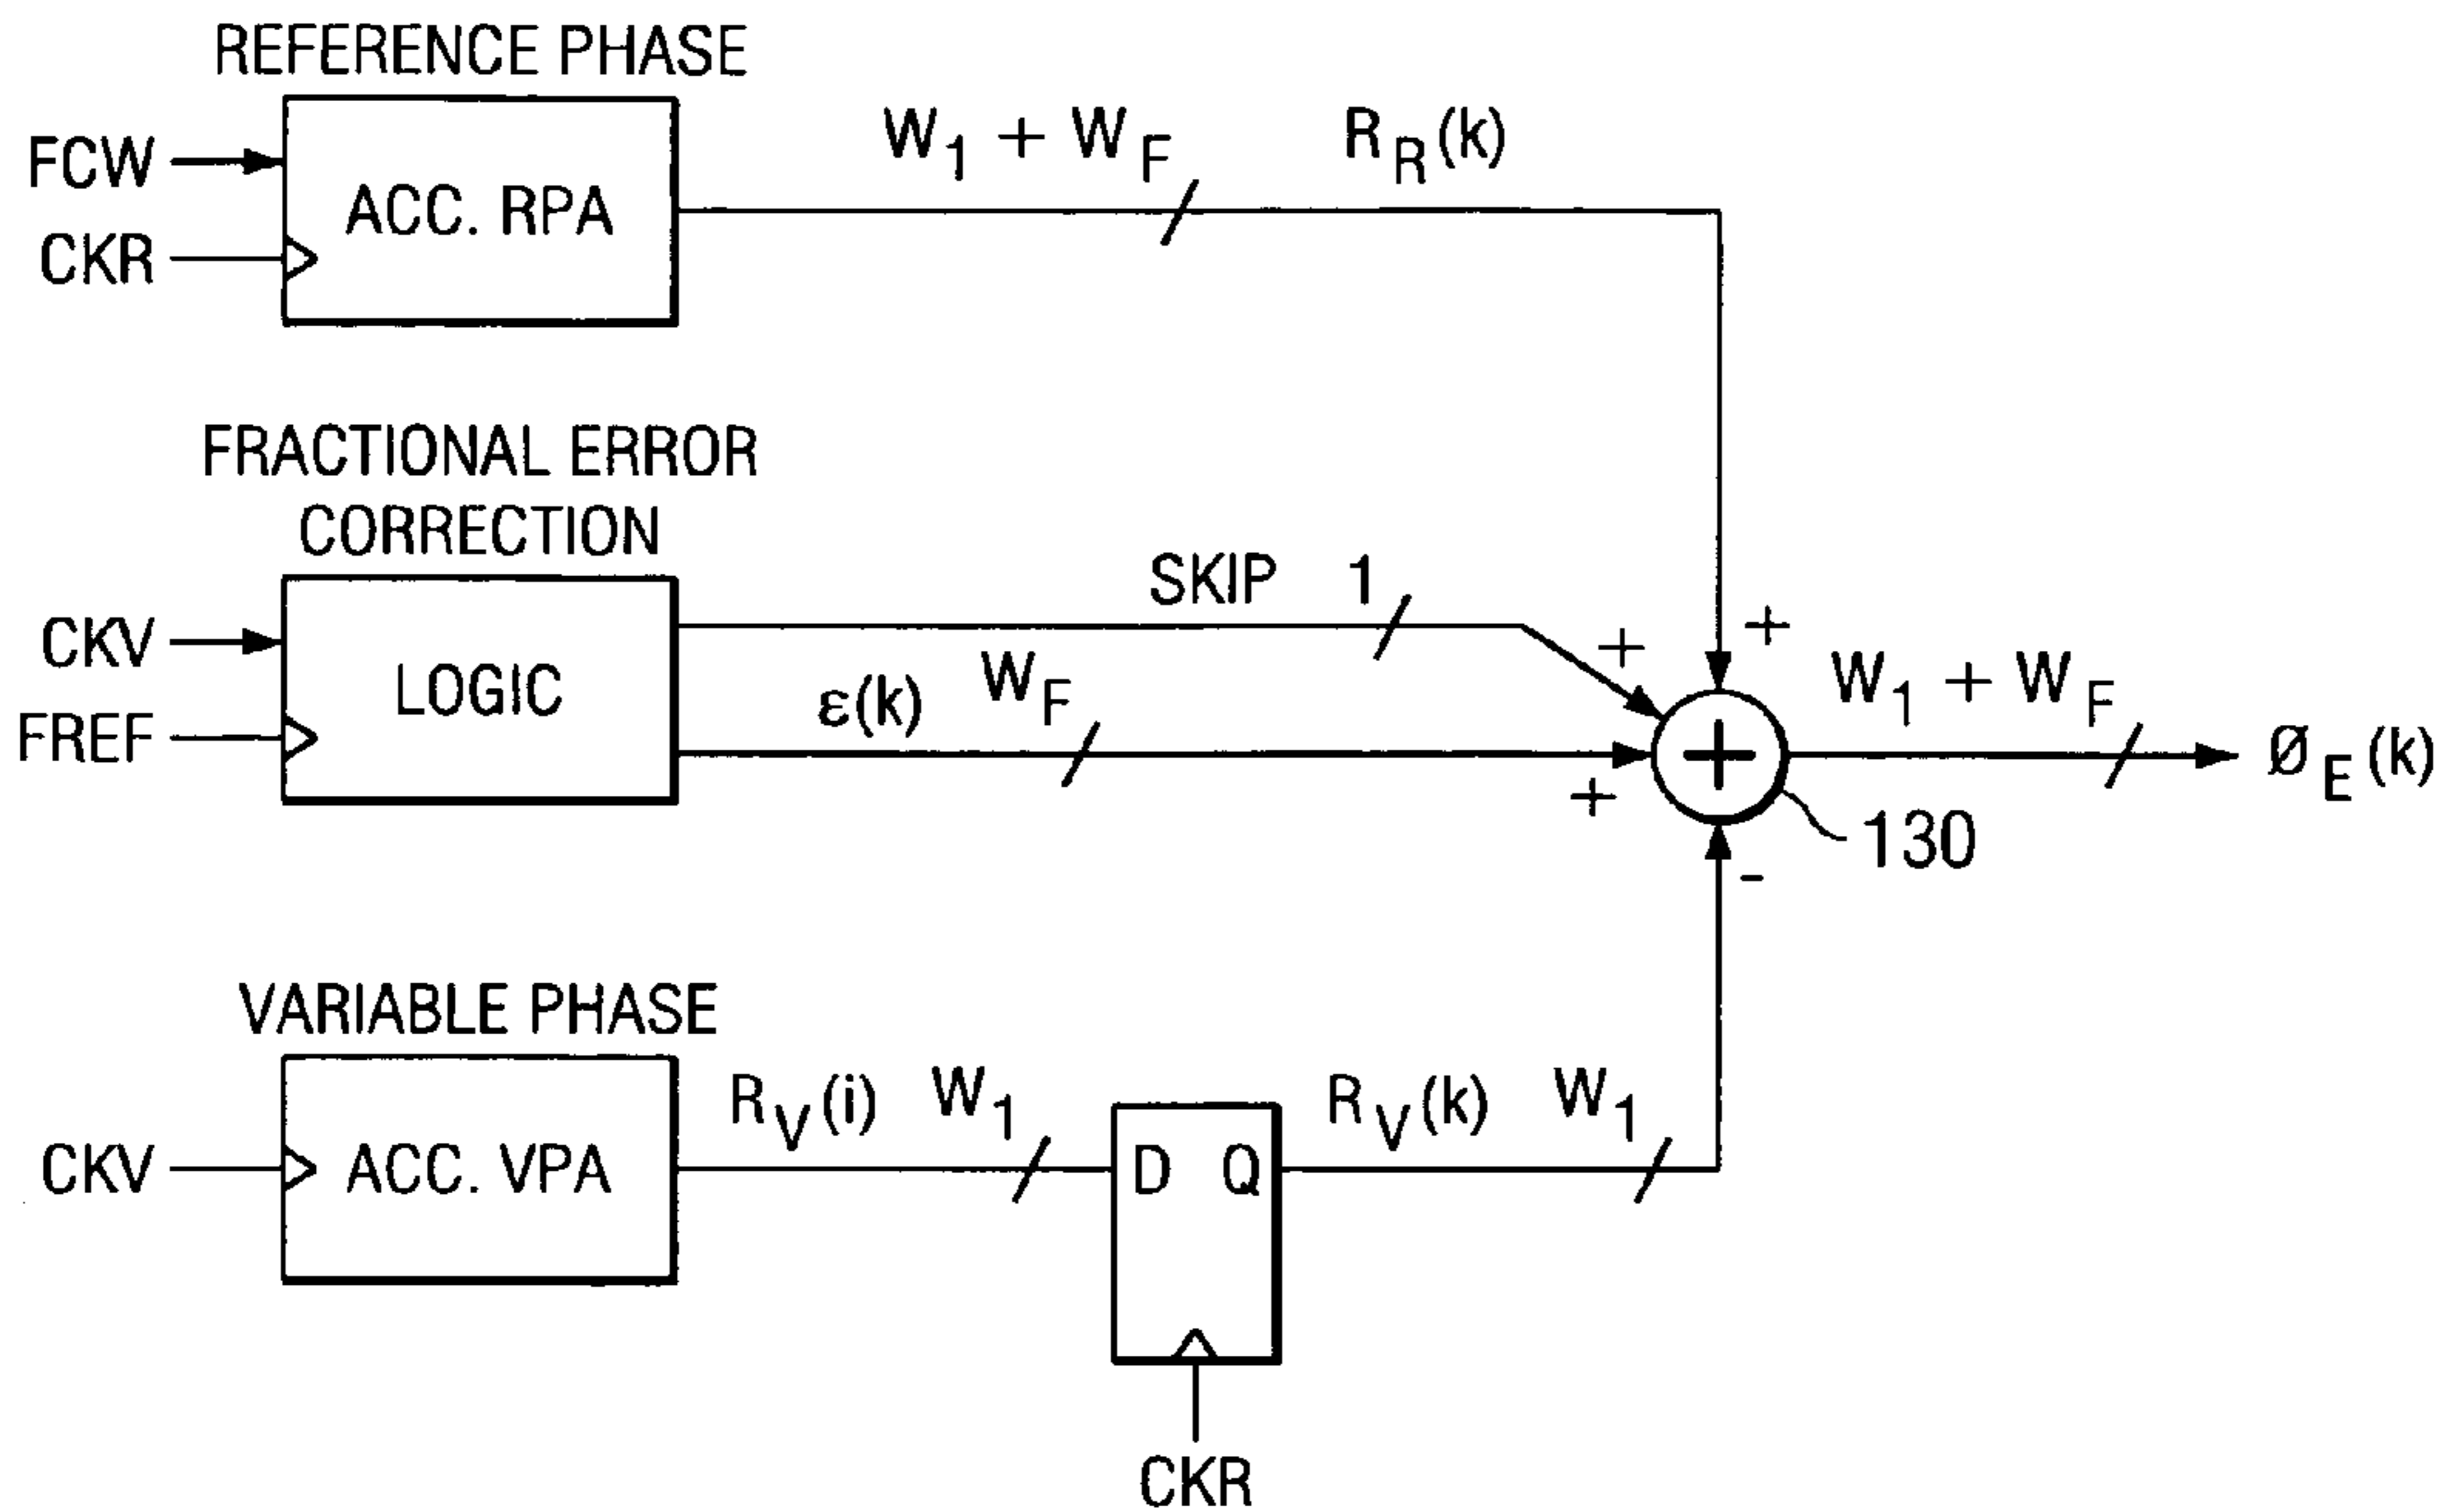 REFERENCE PHASE
FCW
CKR
ACC. RPA
W1 + WF
RR(k)
FRACTIONAL ERROR
CORRECTION
CKV
FREF
LOGIC
SKIP 1
ε(k) WF
+
+
+
-
+
W1 + WF
ØE(k)
130
VARIABLE PHASE
CKV
ACC. VPA
RV(i) W1
D Q
RV(k) W1
CKR